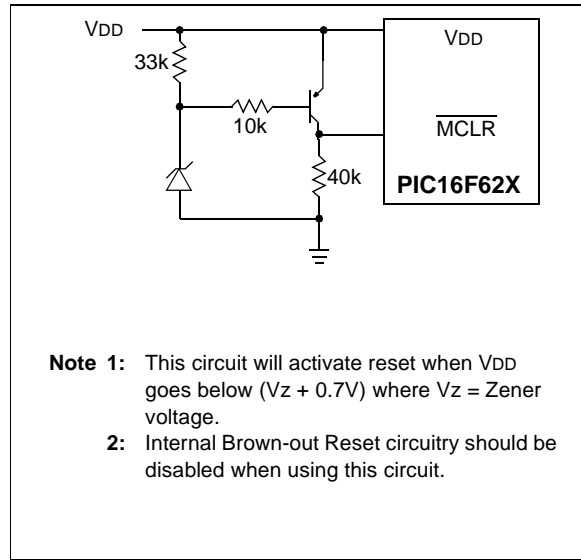 VDD
33k
10k
40k
VDD
MCLR
PIC16F62X
Note 1: This circuit will activate reset when VDD
goes below (Vz + 0.7V) where Vz = Zener
voltage.
2: Internal Brown-out Reset circuitry should be
disabled when using this circuit.